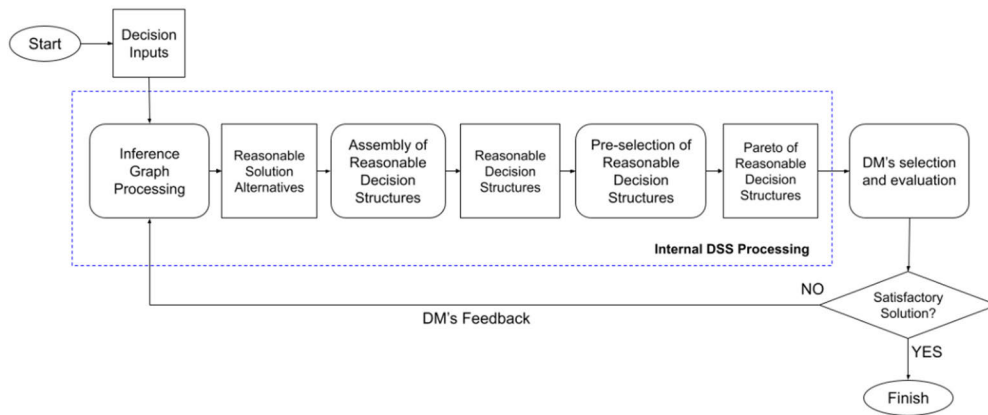 Start
Decision
Inputs
Inference
Graph
Processing
Reasonable
Solution
Alternatives
Assembly of
Reasonable
Decision
Structures
Reasonable
Decision
Structures
Pre-selection of
Reasonable
Decision
Structures
Pareto of
Reasonable
Decision
Structures
DM's selection
and evaluation
Internal DSS Processing
NO
Satisfactory
Solution?
DM's Feedback
YES
Finish